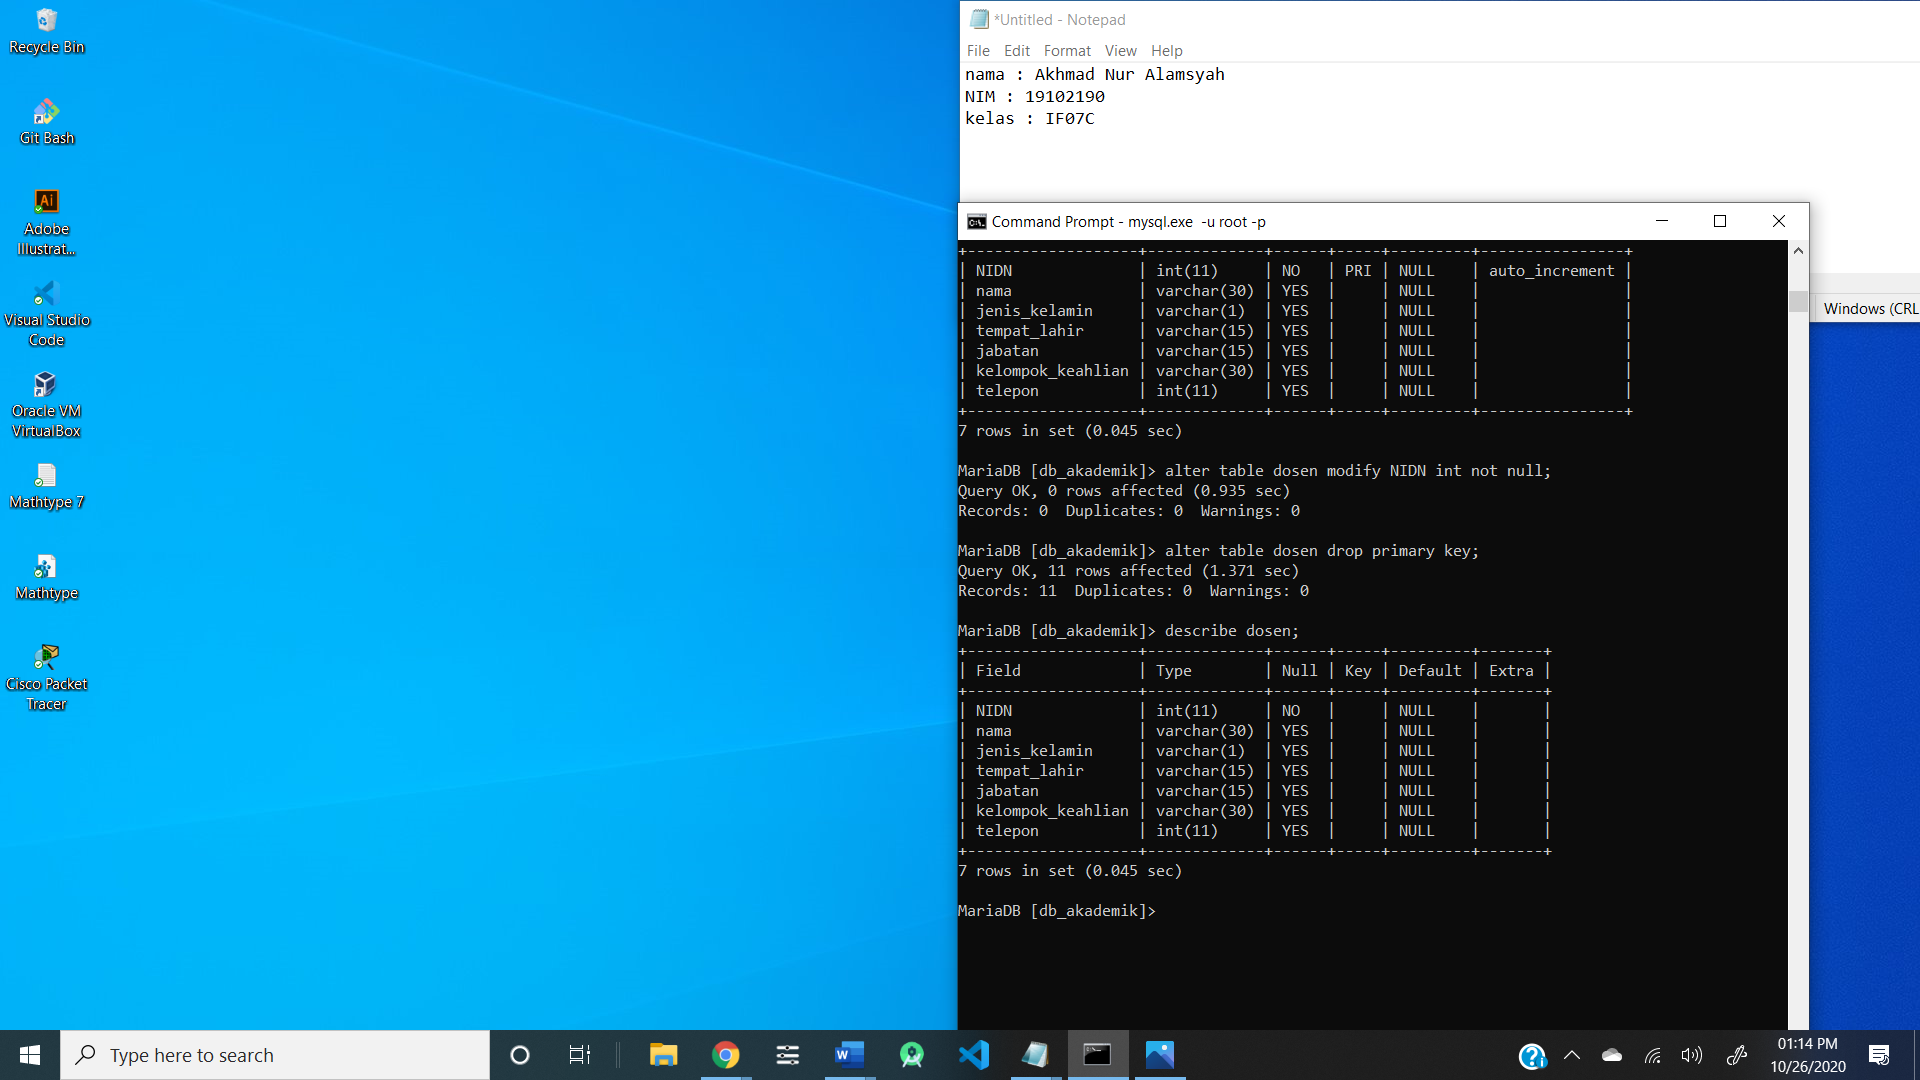 Recycle Bin
Git Bash
Adobe
Illustrat...
Visual Studio
Code
Oracle VM
VirtualBox
Mathtype 7
Mathtype
Cisco Packet
Tracer
*Untitled - Notepad
File Edit Format View Help
nama : Akhmad Nur Alamsyah
NIM : 19102190
kelas : IF07C
Windows (CRL
Command Prompt - mysql.exe  -u root -p
+-------------------+-------------+------+-----+---------+----------------+
| NIDN              | int(11)     | NO   | PRI | NULL    | auto_increment |
| nama              | varchar(30) | YES  |     | NULL    |                |
| jenis_kelamin     | varchar(1)  | YES  |     | NULL    |                |
| tempat_lahir      | varchar(15) | YES  |     | NULL    |                |
| jabatan           | varchar(15) | YES  |     | NULL    |                |
| kelompok_keahlian | varchar(30) | YES  |     | NULL    |                |
| telepon           | int(11)     | YES  |     | NULL    |                |
+-------------------+-------------+------+-----+---------+----------------+
7 rows in set (0.045 sec)
MariaDB [db_akademik]> alter table dosen modify NIDN int not null;
Query OK, 0 rows affected (0.935 sec)
Records: 0  Duplicates: 0  Warnings: 0
MariaDB [db_akademik]> alter table dosen drop primary key;
Query OK, 11 rows affected (1.371 sec)
Records: 11  Duplicates: 0  Warnings: 0
MariaDB [db_akademik]> describe dosen;
+-------------------+-------------+------+-----+---------+-------+
| Field             | Type        | Null | Key | Default | Extra |
+-------------------+-------------+------+-----+---------+-------+
| NIDN              | int(11)     | NO   |     | NULL    |       |
| nama              | varchar(30) | YES  |     | NULL    |       |
| jenis_kelamin     | varchar(1)  | YES  |     | NULL    |       |
| tempat_lahir      | varchar(15) | YES  |     | NULL    |       |
| jabatan           | varchar(15) | YES  |     | NULL    |       |
| kelompok_keahlian | varchar(30) | YES  |     | NULL    |       |
| telepon           | int(11)     | YES  |     | NULL    |       |
+-------------------+-------------+------+-----+---------+-------+
7 rows in set (0.045 sec)
MariaDB [db_akademik]>
Type here to search
01:14 PM
10/26/2020